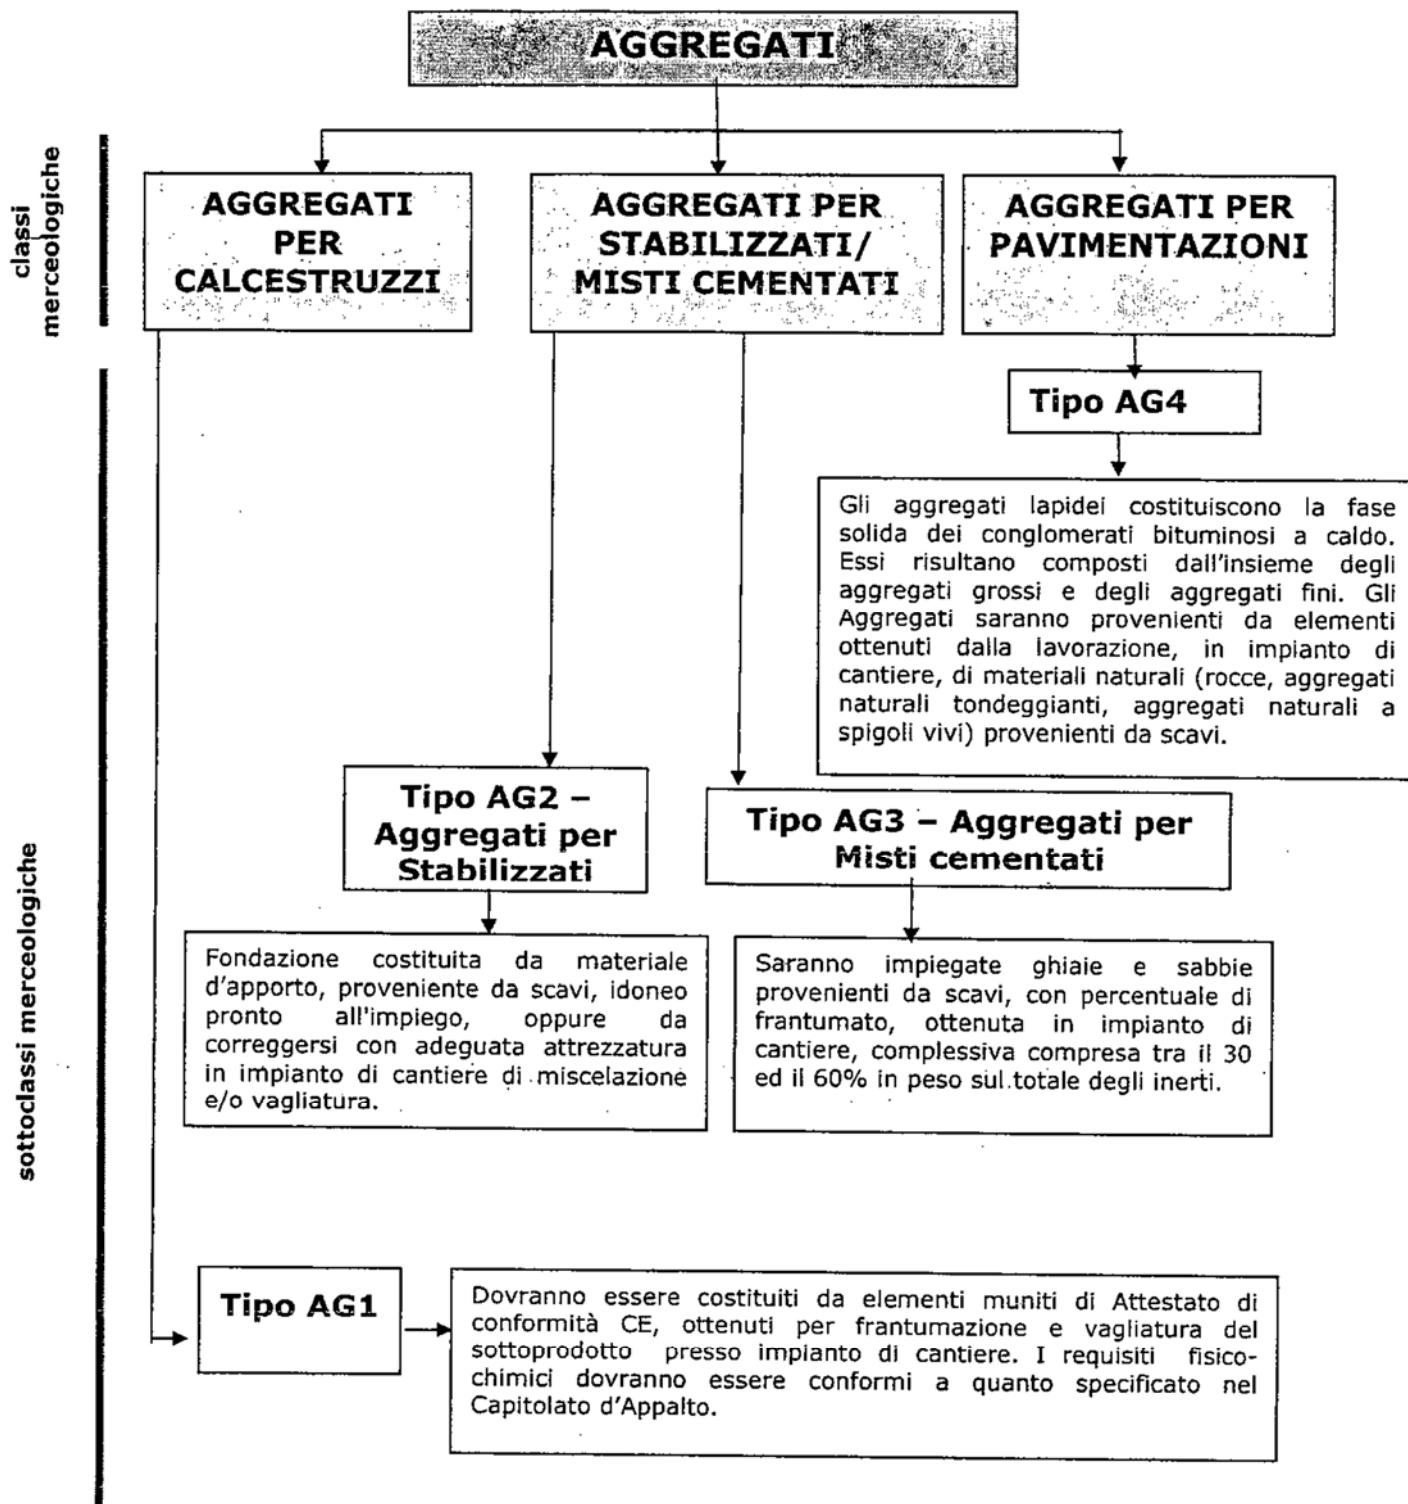 AGGREGATI
classi
merceologiche
AGGREGATI
PER
CALCESTRUZZI
AGGREGATI PER
STABILIZZATI/
MISTI CEMENTATI
AGGREGATI PER
PAVIMENTAZIONI
Tipo AG4
Gli aggregati lapidei costituiscono la fase
solida dei conglomerati bituminosi a caldo.
Essi risultano composti dall'insieme degli
aggregati grossi e degli aggregati fini. Gli
Aggregati saranno provenienti da elementi
ottenuti dalla lavorazione, in impianto di
cantiere, di materiali naturali (rocce, aggregati
naturali tondeggianti, aggregati naturali a
spigoli vivi) provenienti da scavi.
sottoclassi merceologiche
Tipo AG2 –
Aggregati per
Stabilizzati
Tipo AG3 – Aggregati per
Misti cementati
Fondazione costituita da materiale
d'apporto, proveniente da scavi, idoneo
pronto all'impiego, oppure da
correggersi con adeguata attrezzatura
in impianto di cantiere di miscelazione
e/o vagliatura.
Saranno impiegate ghiaie e sabbie
provenienti da scavi, con percentuale di
frantumato, ottenuta in impianto di
cantiere, complessiva compresa tra il 30
ed il 60% in peso sul totale degli inerti.
Tipo AG1
Dovranno essere costituiti da elementi muniti di Attestato di
conformità CE, ottenuti per frantumazione e vagliatura del
sottoprodotto presso impianto di cantiere. I requisiti fisico-
chimici dovranno essere conformi a quanto specificato nel
Capitolato d'Appalto.